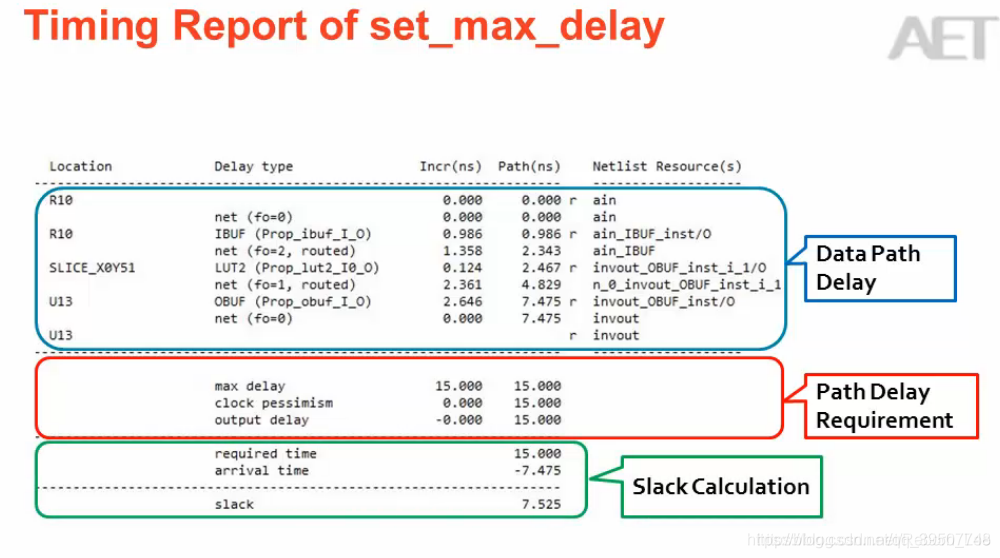 Timing Report of set_max_delay
AET
Location Delay type Incr(ns) Path(ns) Netlist Resource(s)
R10 0.000 0.000 r ain
net (fo=0) 0.000 0.000 ain
R10 IBUF (Prop_ibuf_I_O) 0.986 0.986 r ain_IBUF_inst/O
net (fo=2, routed) 1.358 2.343 ain_IBUF
SLICE_X0Y51 LUT2 (Prop_lut2_I0_O) 0.124 2.467 r invout_OBUF_inst_i_1/O
net (fo=1, routed) 2.361 4.829 n_0_invout_OBUF_inst_i_1
U13 OBUF (Prop_obuf_I_O) 2.646 7.475 r invout_OBUF_inst/O
net (fo=0) 0.000 7.475 invout
U13 r invout
Data Path
Delay
max delay 15.000 15.000
clock pessimism 0.000 15.000
output delay -0.000 15.000
Path Delay
Requirement
required time 15.000
arrival time -7.475
slack 7.525
Slack Calculation